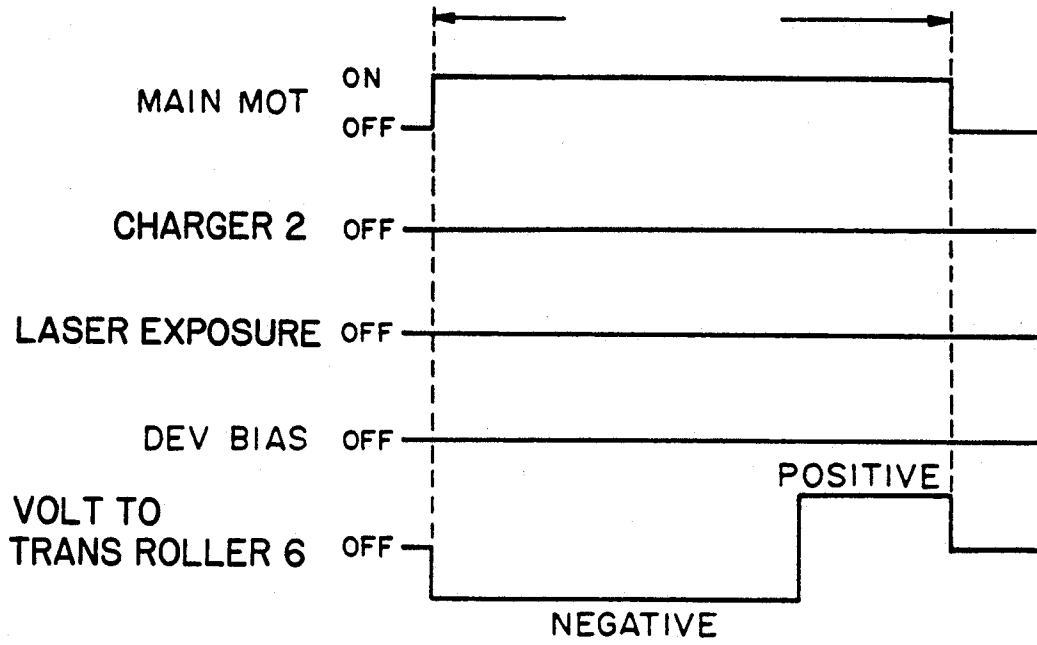 ON
MAIN MOT
OFF
CHARGER 2 OFF
LASER EXPOSURE OFF
DEV BIAS OFF
POSITIVE
VOLT TO
TRANS ROLLER 6 OFF
NEGATIVE